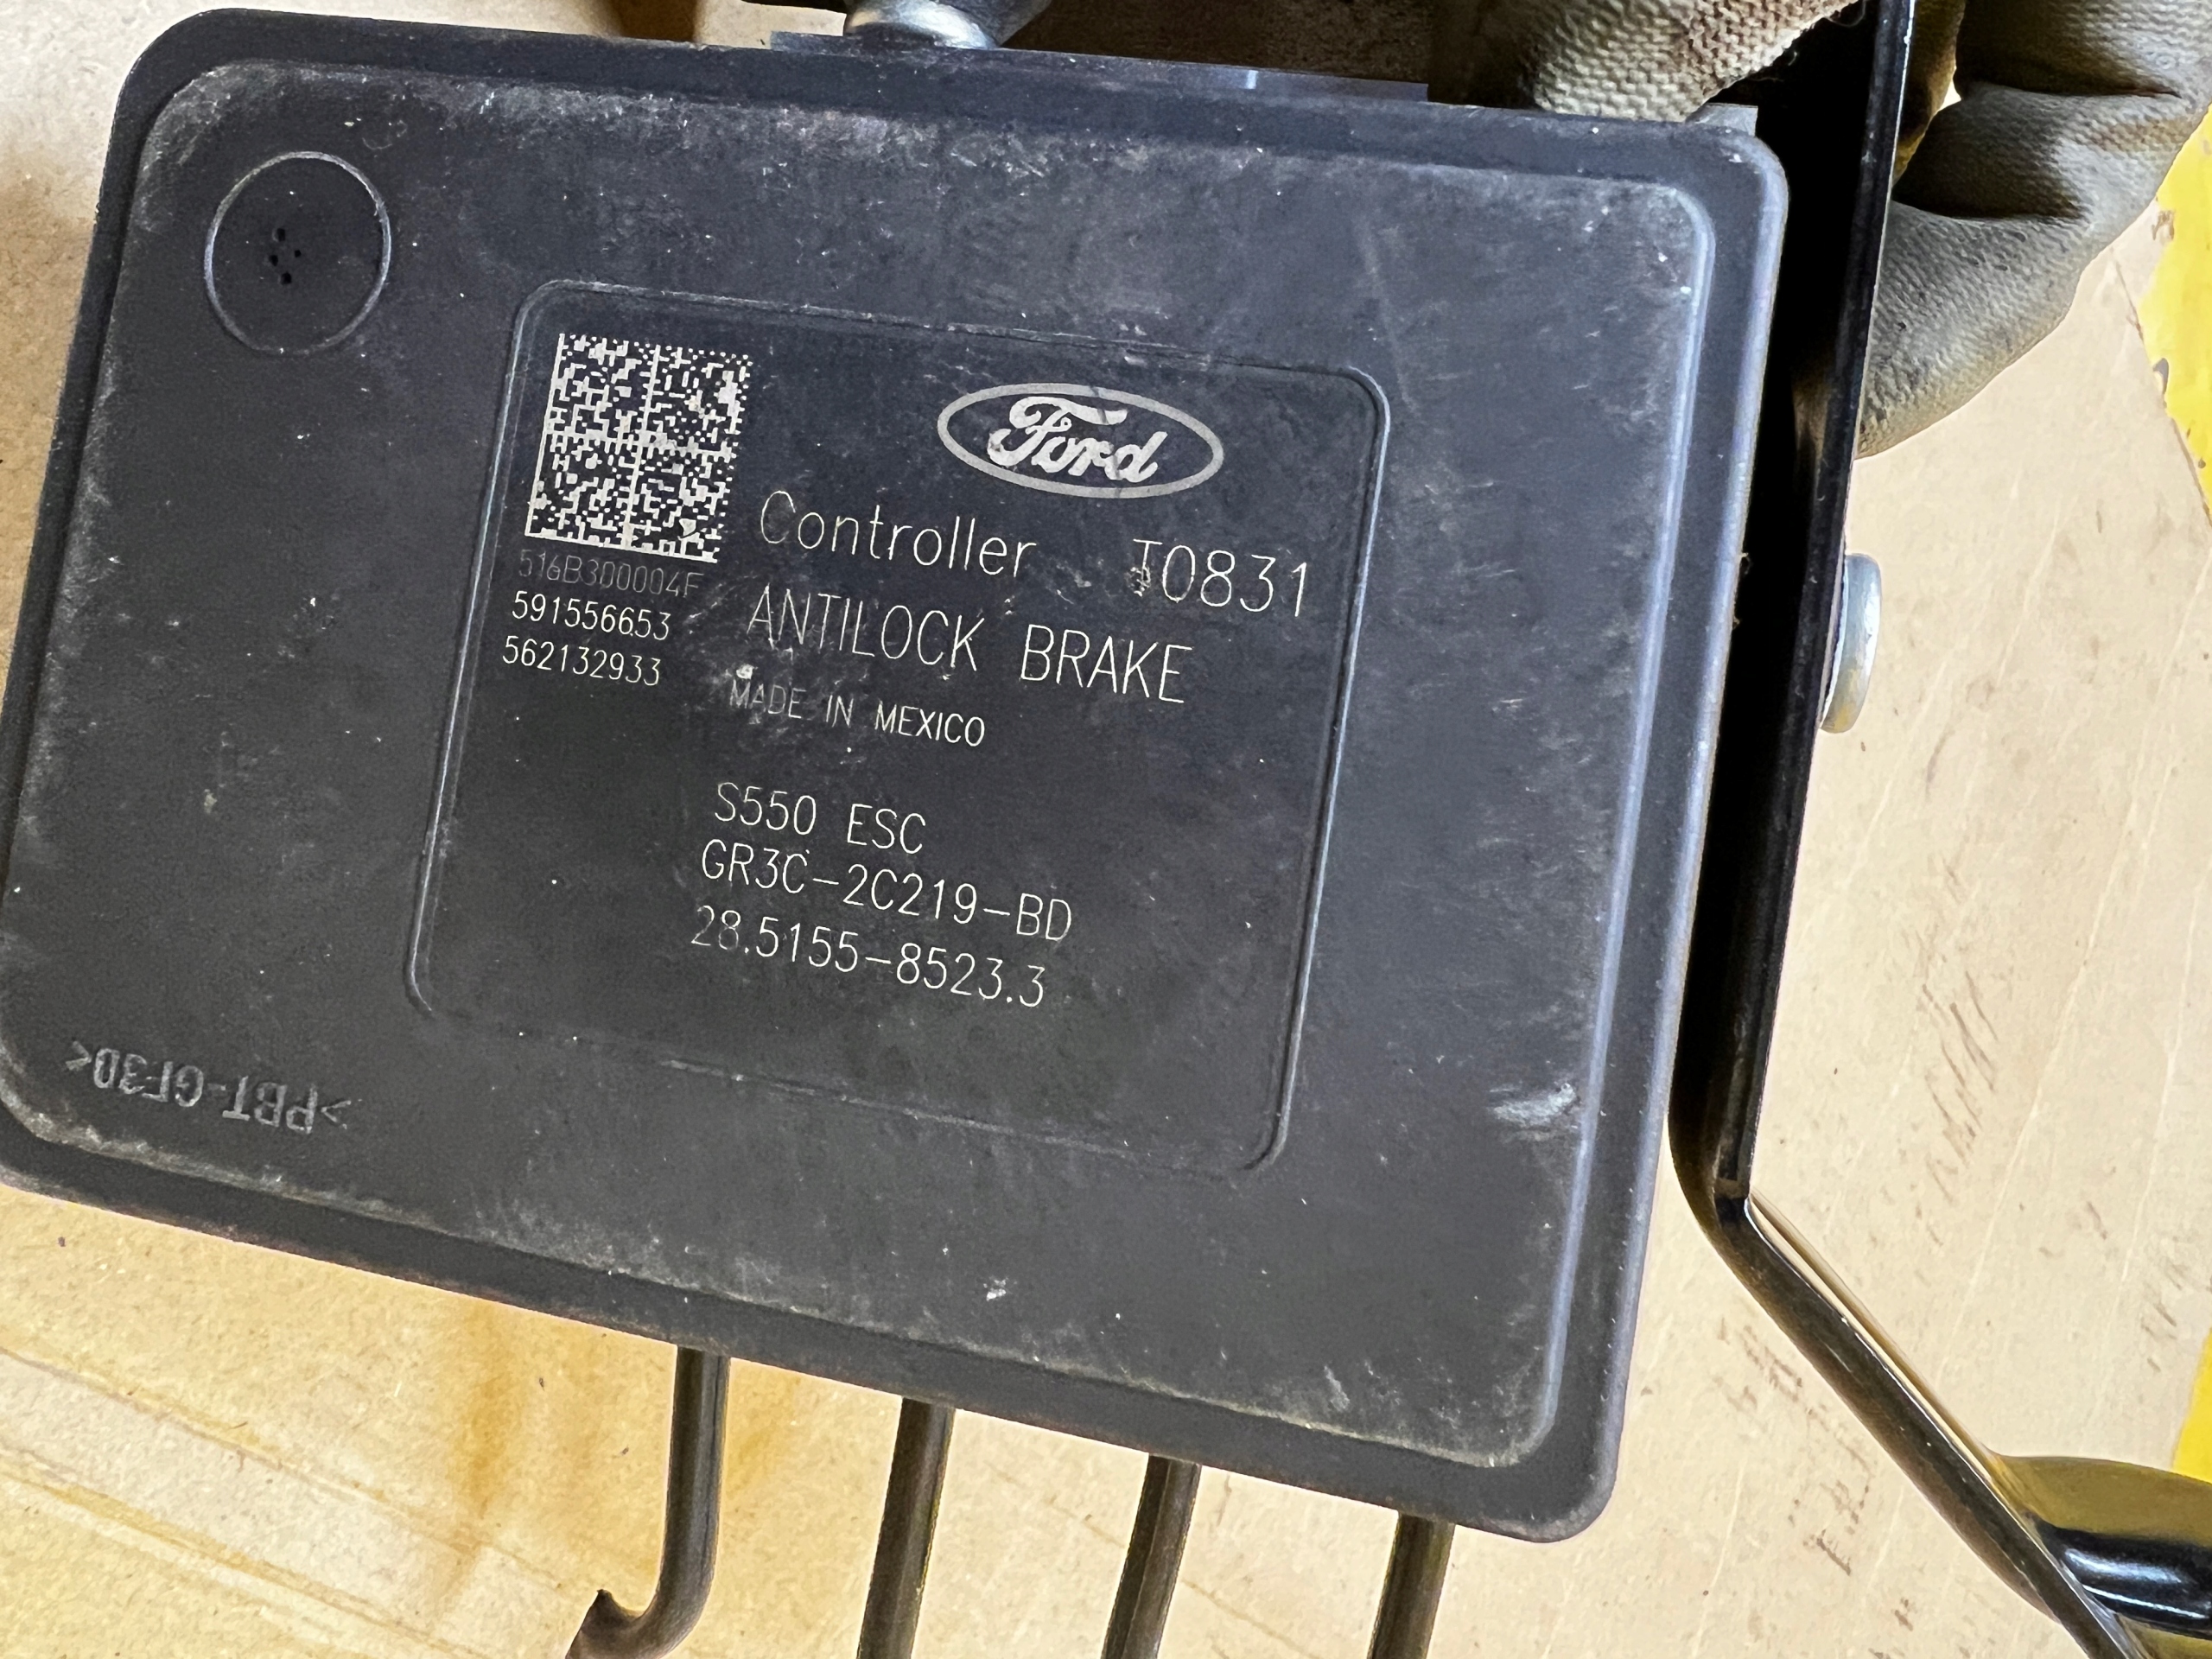 Ford
Controller T0831
ANTILOCK BRAKE
MADE IN MEXICO
516B300004F
591556653
562132933
S550 ESC
GR3C-2C219-BD
28.5155-8523.3
>PBT-GF30<